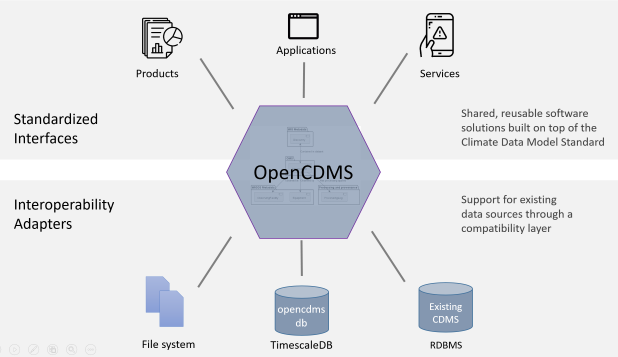 Products
Applications
Services
Standardized
Interfaces
Shared, reusable software
solutions built on top of the
Climate Data Model Standard
OpenCDMS
Interoperability
Adapters
Support for existing
data sources through a
compatibility layer
File system
opencdms
db
TimescaleDB
Existing
CDMS
RDBMS